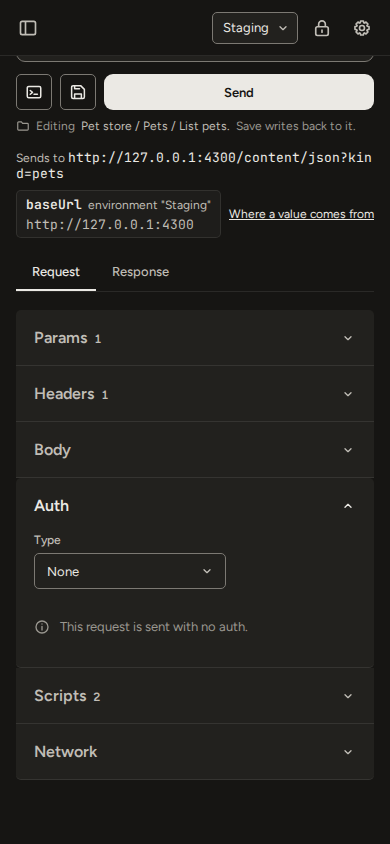 Staging
Send
Editing Pet store / Pets / List pets. Save writes back to it.
Sends to http://127.0.0.1:4300/content/json?kin
d=pets
baseUrl environment "Staging"
http://127.0.0.1:4300
Where a value comes from
Request Response
Params 1
Headers 1
Body
Auth
Type
None
This request is sent with no auth.
Scripts 2
Network